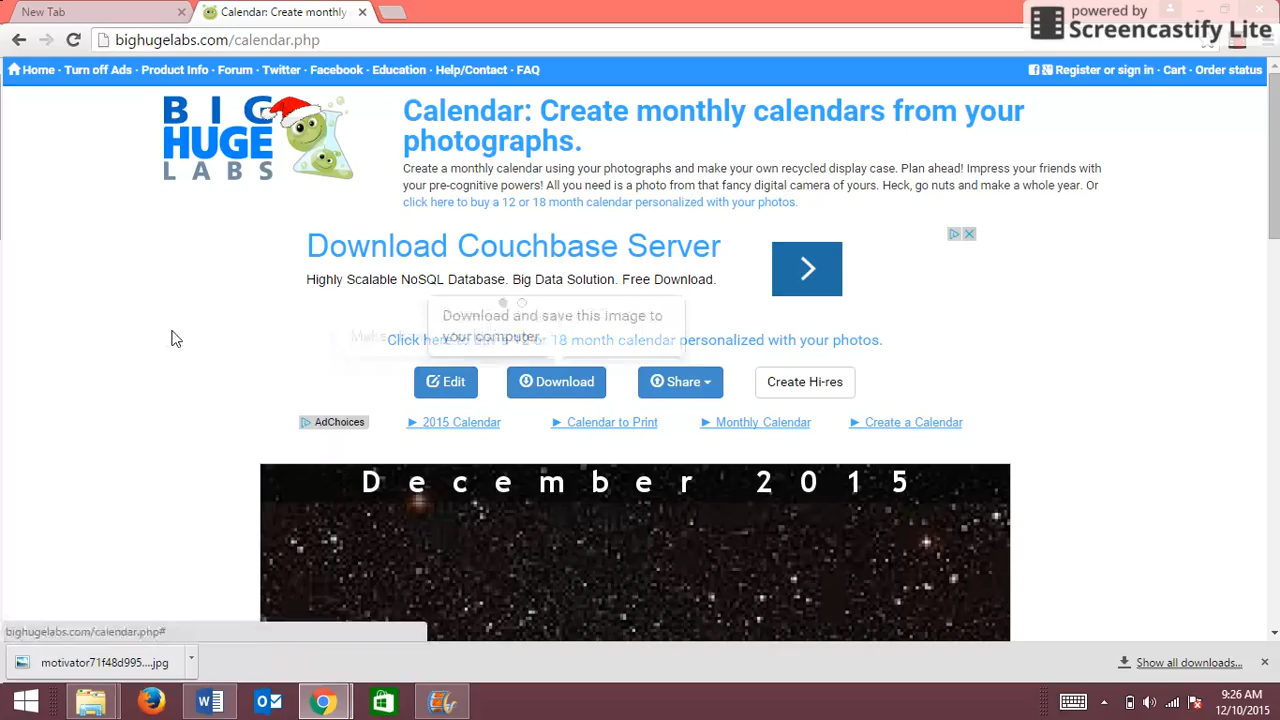 New Tab
Calendar: Create monthly
powered by
Screencastify Lite
bighugelabs.com/calendar.php
Home · Turn off Ads · Product Info · Forum · Twitter · Facebook · Education · Help/Contact · FAQ
Register or sign in · Cart · Order status
BIG
HUGE
LABS
Calendar: Create monthly calendars from your
photographs.
Create a monthly calendar using your photographs and make your own recycled display case. Plan ahead! Impress your friends with
your pre-cognitive powers! All you need is a photo from that fancy digital camera of yours. Heck, go nuts and make a whole year. Or
click here to buy a 12 or 18 month calendar personalized with your photos.
Download Couchbase Server
Highly Scalable NoSQL Database. Big Data Solution. Free Download.
Download and save this image to
your computer.
Click here to buy a 12 or 18 month calendar personalized with your photos.
Edit
Download
Share
Create Hi-res
AdChoices
► 2015 Calendar
► Calendar to Print
► Monthly Calendar
► Create a Calendar
December 2015
bighugelabs.com/calendar.php#
motivator71f48d995....jpg
Show all downloads...
9:26 AM
12/10/2015